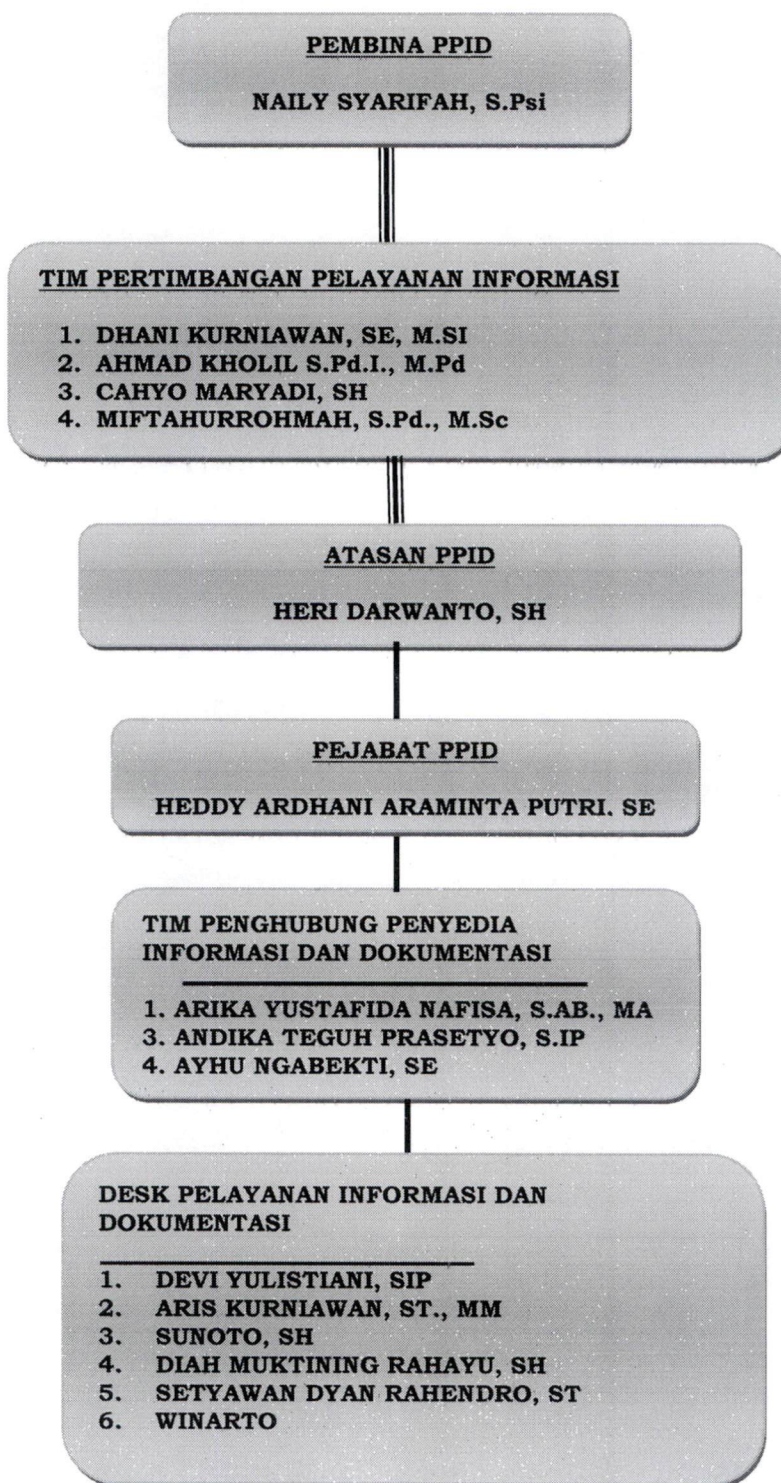 PEMBINA PPID
NAILY SYARIFAH, S.Psi
TIM PERTIMBANGAN PELAYANAN INFORMASI
1. DHANI KURNIAWAN, SE, M.SI
2. AHMAD KHOLIL S.Pd.I., M.Pd
3. CAHYO MARYADI, SH
4. MIFTAHURROHMAH, S.Pd., M.Sc
ATASAN PPID
HERI DARWANTO, SH
PEJABAT PPID
HEDDY ARDHANI ARAMINTA PUTRI. SE
TIM PENGHUBUNG PENYEDIA
INFORMASI DAN DOKUMENTASI
1. ARIKA YUSTAFIDA NAFISA, S.AB., MA
3. ANDIKA TEGUH PRASETYO, S.IP
4. AYHU NGABEKTI, SE
DESK PELAYANAN INFORMASI DAN
DOKUMENTASI
1. DEVI YULISTIANI, SIP
2. ARIS KURNIAWAN, ST., MM
3. SUNOTO, SH
4. DIAH MUKTINING RAHAYU, SH
5. SETYAWAN DYAN RAHENDRO, ST
6. WINARTO